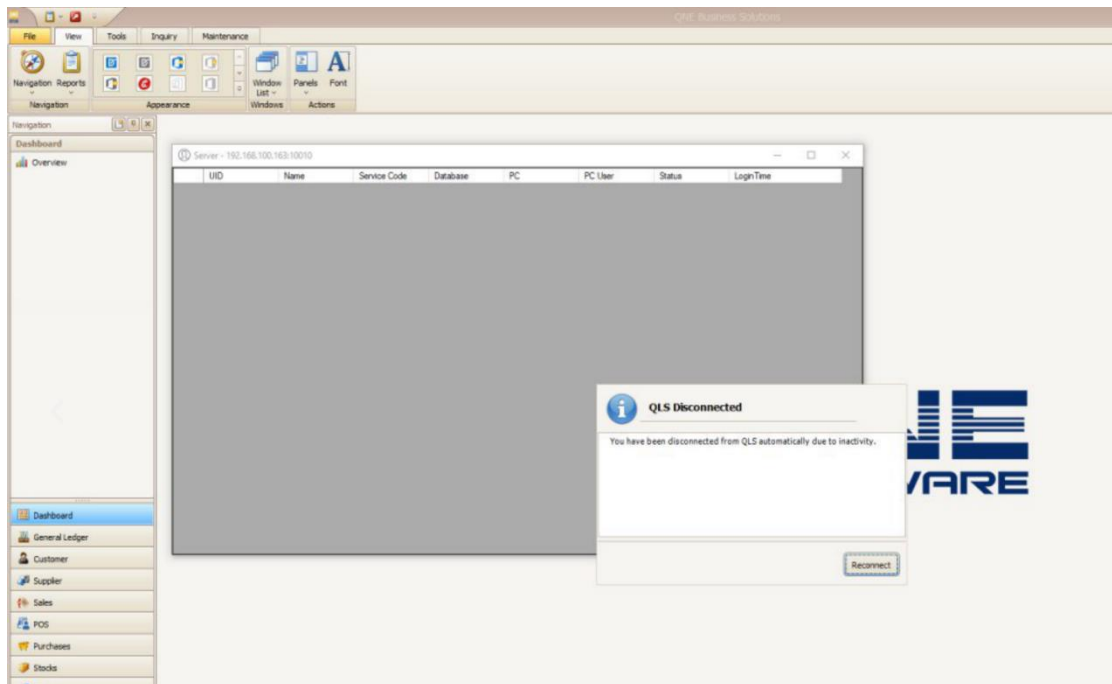 QNE Business Solutions
File View Tools Inquiry Maintenance
Navigation Reports Window List Panels Font
Navigation Appearance Windows Actions
Navigation
Dashboard
Overview
Server - 192.168.100.163:10010
UID Name Service Code Database PC PC User Status LoginTime
QLS Disconnected
You have been disconnected from QLS automatically due to inactivity.
Reconnect
Dashboard
General Ledger
Customer
Supplier
Sales
POS
Purchases
Stocks